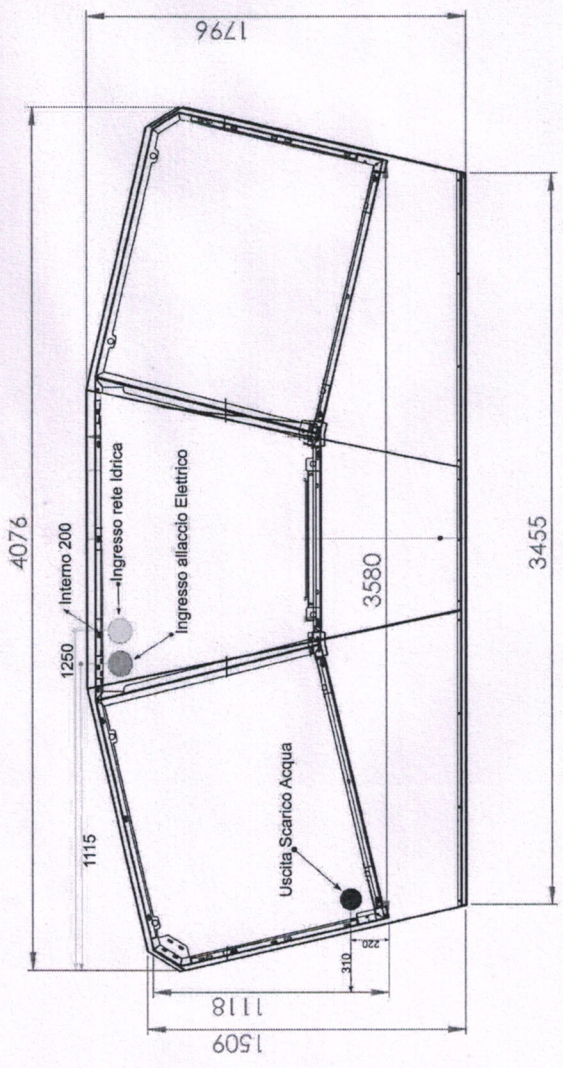 1796
4076
Interno 200
Ingresso rete Idrica
Ingresso allaccio Elettrico
1250
1115
3580
3455
Uscita Scarico Acqua
220
310
1118
1509